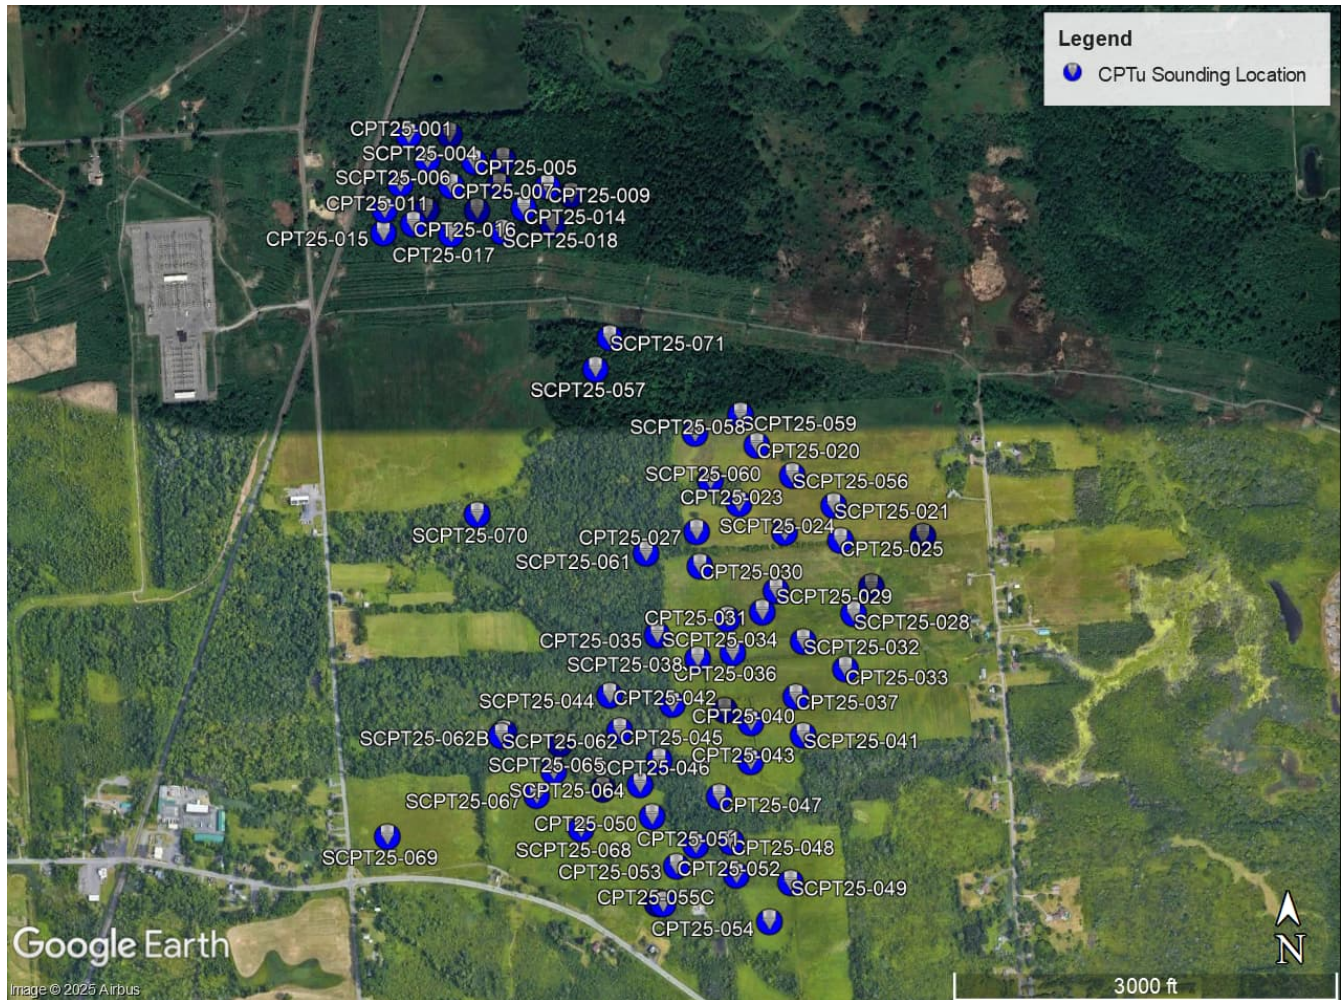 Legend
CPTu Sounding Location
CPT25-001
SCPT25-004
CPT25-005
SCPT25-006
CPT25-007
CPT25-009
CPT25-011
CPT25-014
CPT25-015
CPT25-016
SCPT25-018
CPT25-017
SCPT25-071
SCPT25-057
SCPT25-058
SCPT25-059
CPT25-020
SCPT25-060
SCPT25-056
CPT25-023
SCPT25-021
SCPT25-024
SCPT25-070
CPT25-027
CPT25-025
SCPT25-061
CPT25-030
SCPT25-029
CPT25-031
SCPT25-028
CPT25-035
SCPT25-034
SCPT25-032
SCPT25-038
CPT25-036
CPT25-033
SCPT25-044
CPT25-042
CPT25-037
CPT25-040
SCPT25-062B
SCPT25-062
CPT25-045
SCPT25-041
CPT25-043
SCPT25-065
SCPT25-046
SCPT25-064
SCPT25-067
CPT25-047
CPT25-050
CPT25-051
CPT25-048
SCPT25-068
SCPT25-069
CPT25-053
CPT25-052
SCPT25-049
CPT25-055C
CPT25-054
Google Earth
N
Image © 2025 Airbus
3000 ft